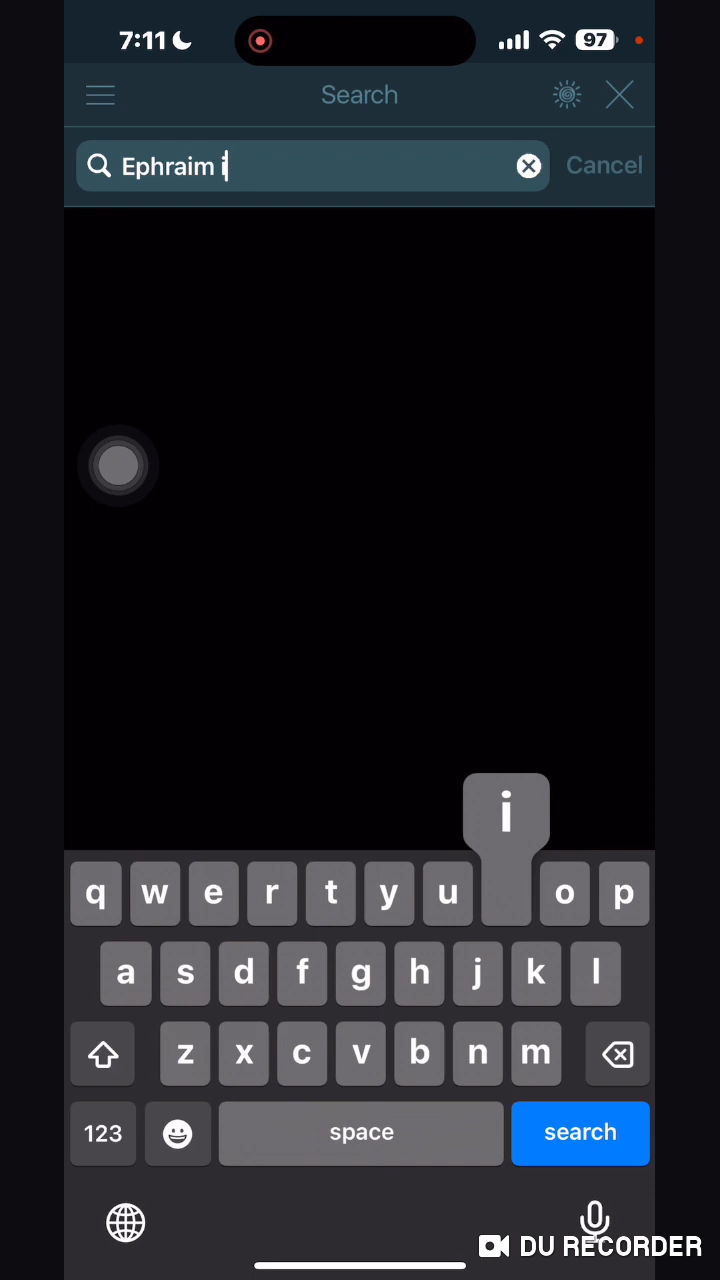 7:11
97
Search
Ephraim i
Cancel
i
q w e r t y u o p
a s d f g h j k l
z x c v b n m
123 space search
DU RECORDER